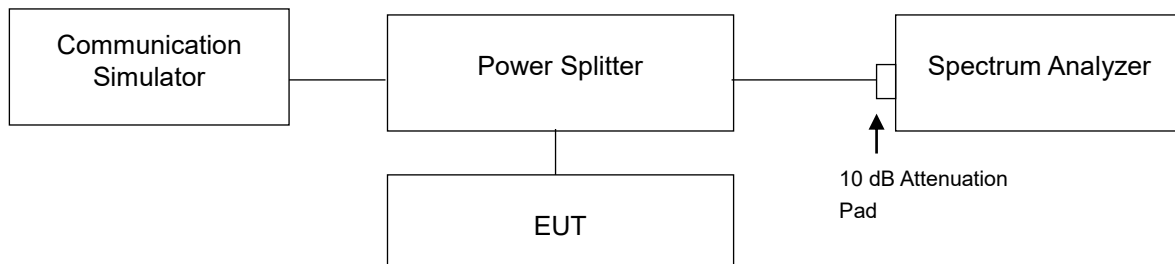 Communication
Simulator
Power Splitter
Spectrum Analyzer
10 dB Attenuation
Pad
EUT